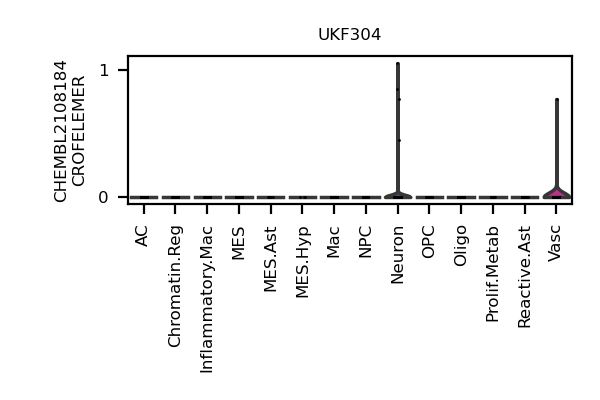 UKF304
CHEMBL2108184
CROFELEMER
1
0
AC
Chromatin.Reg
Inflammatory.Mac
MES
MES.Ast
MES.Hyp
Mac
NPC
Neuron
OPC
Oligo
Prolif.Metab
Reactive.Ast
Vasc